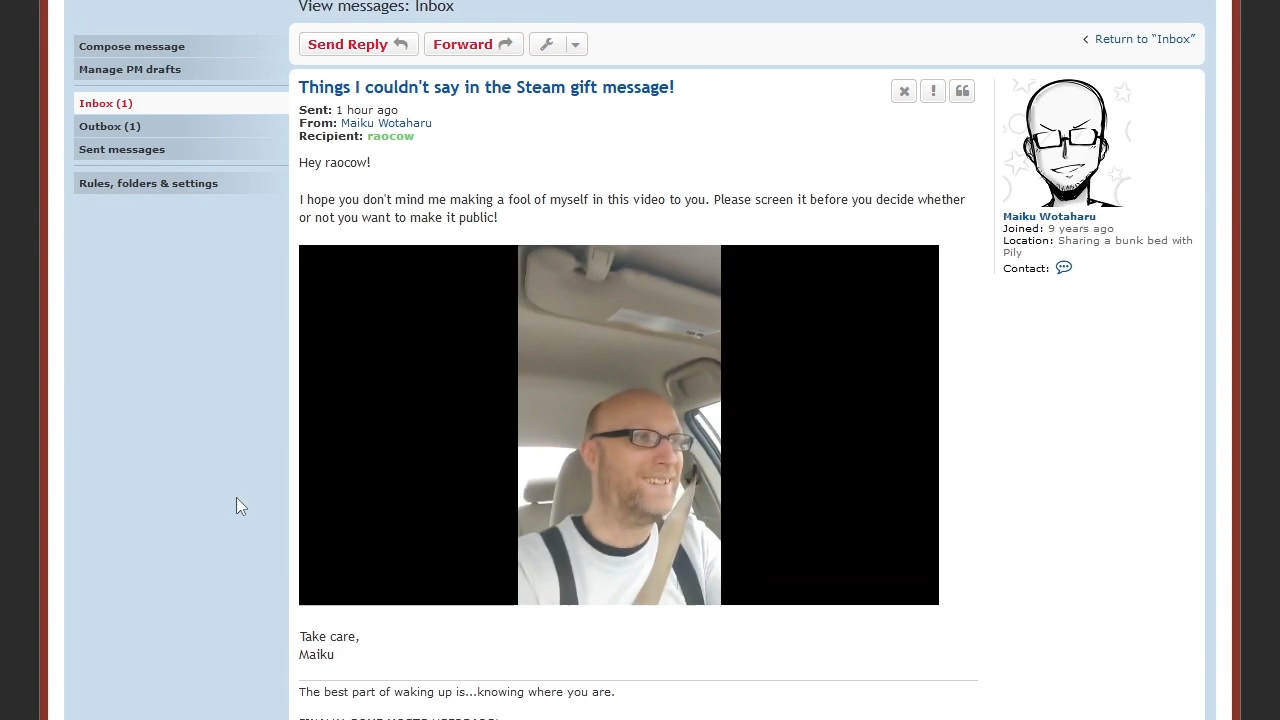 View messages: Inbox
Compose message
Manage PM drafts
Inbox (1)
Outbox (1)
Sent messages
Rules, folders & settings
Send Reply
Forward
Return to “Inbox”
Things I couldn't say in the Steam gift message!
Sent: 1 hour ago
From: Maiku Wotaharu
Recipient: raocow
Hey raocow!
I hope you don't mind me making a fool of myself in this video to you. Please screen it before you decide whether
or not you want to make it public!
Take care,
Maiku
The best part of waking up is...knowing where you are.
Maiku Wotaharu
Joined: 9 years ago
Location: Sharing a bunk bed with
Pily
Contact: